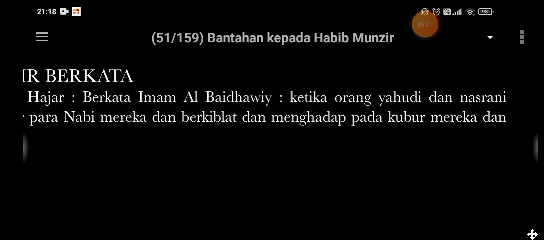 21:18
(51/159) Bantahan kepada Habib Munzir
IR BERKATA
Hajar : Berkata Imam Al Baidhawiy : ketika orang yahudi dan nasrani
para Nabi mereka dan berkiblat dan menghadap pada kubur mereka dan